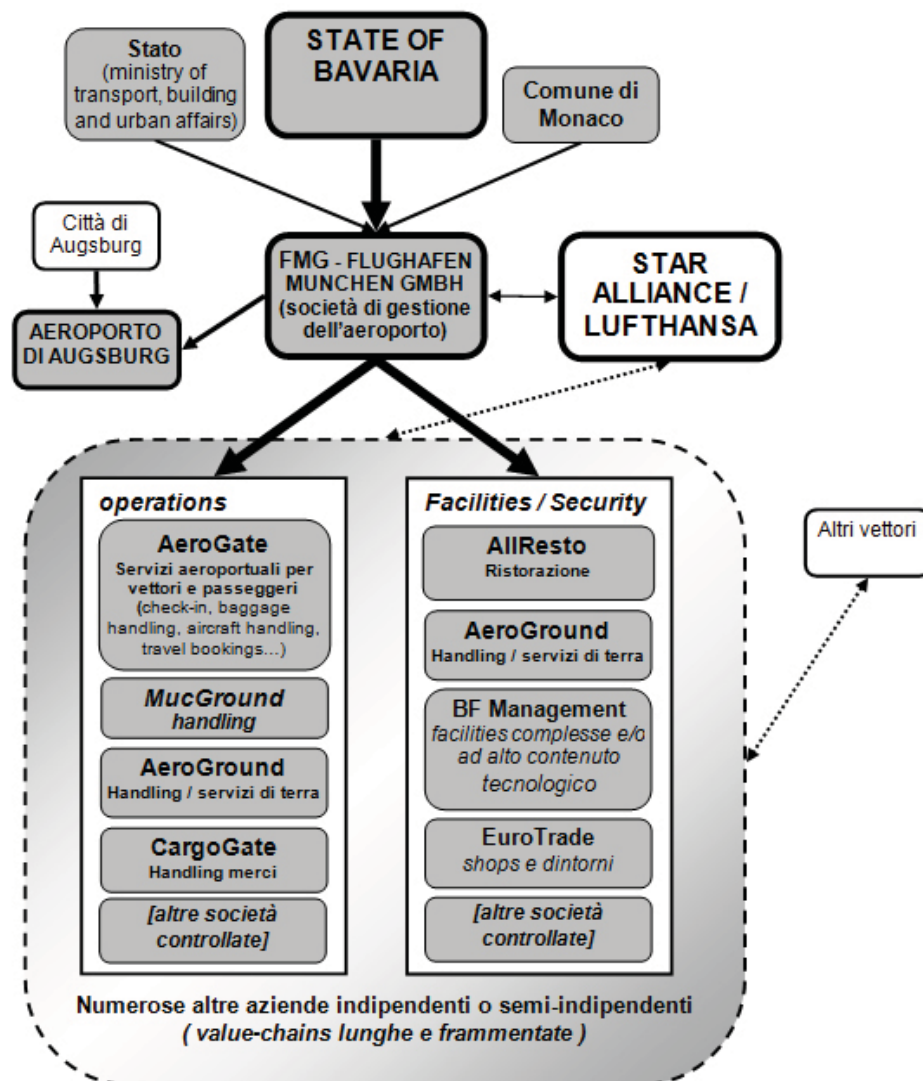 Stato
(ministry of
transport, building
and urban affairs)
STATE OF
BAVARIA
Comune di
Monaco
Città di
Augsburg
AEROPORTO
DI AUGSBURG
FMG - FLUGHAFEN
MUNCHEN GMBH
(società di gestione
dell'aeroporto)
STAR
ALLIANCE /
LUFTHANSA
operations
AeroGate
Servizi aeroportuali per
vettori e passeggeri
(check-in, baggage
handling, aircraft handling,
travel bookings...)
MucGround
handling
AeroGround
Handling / servizi di terra
CargoGate
Handling merci
[altre società
controllate]
Facilities / Security
AllResto
Ristorazione
AeroGround
Handling / servizi di terra
BF Management
facilities complesse e/o
ad alto contenuto
tecnologico
EuroTrade
shops e dintorni
[altre società
controllate]
Altri vettori
Numerose altre aziende indipendenti o semi-indipendenti
( value-chains lunghe e frammentate )